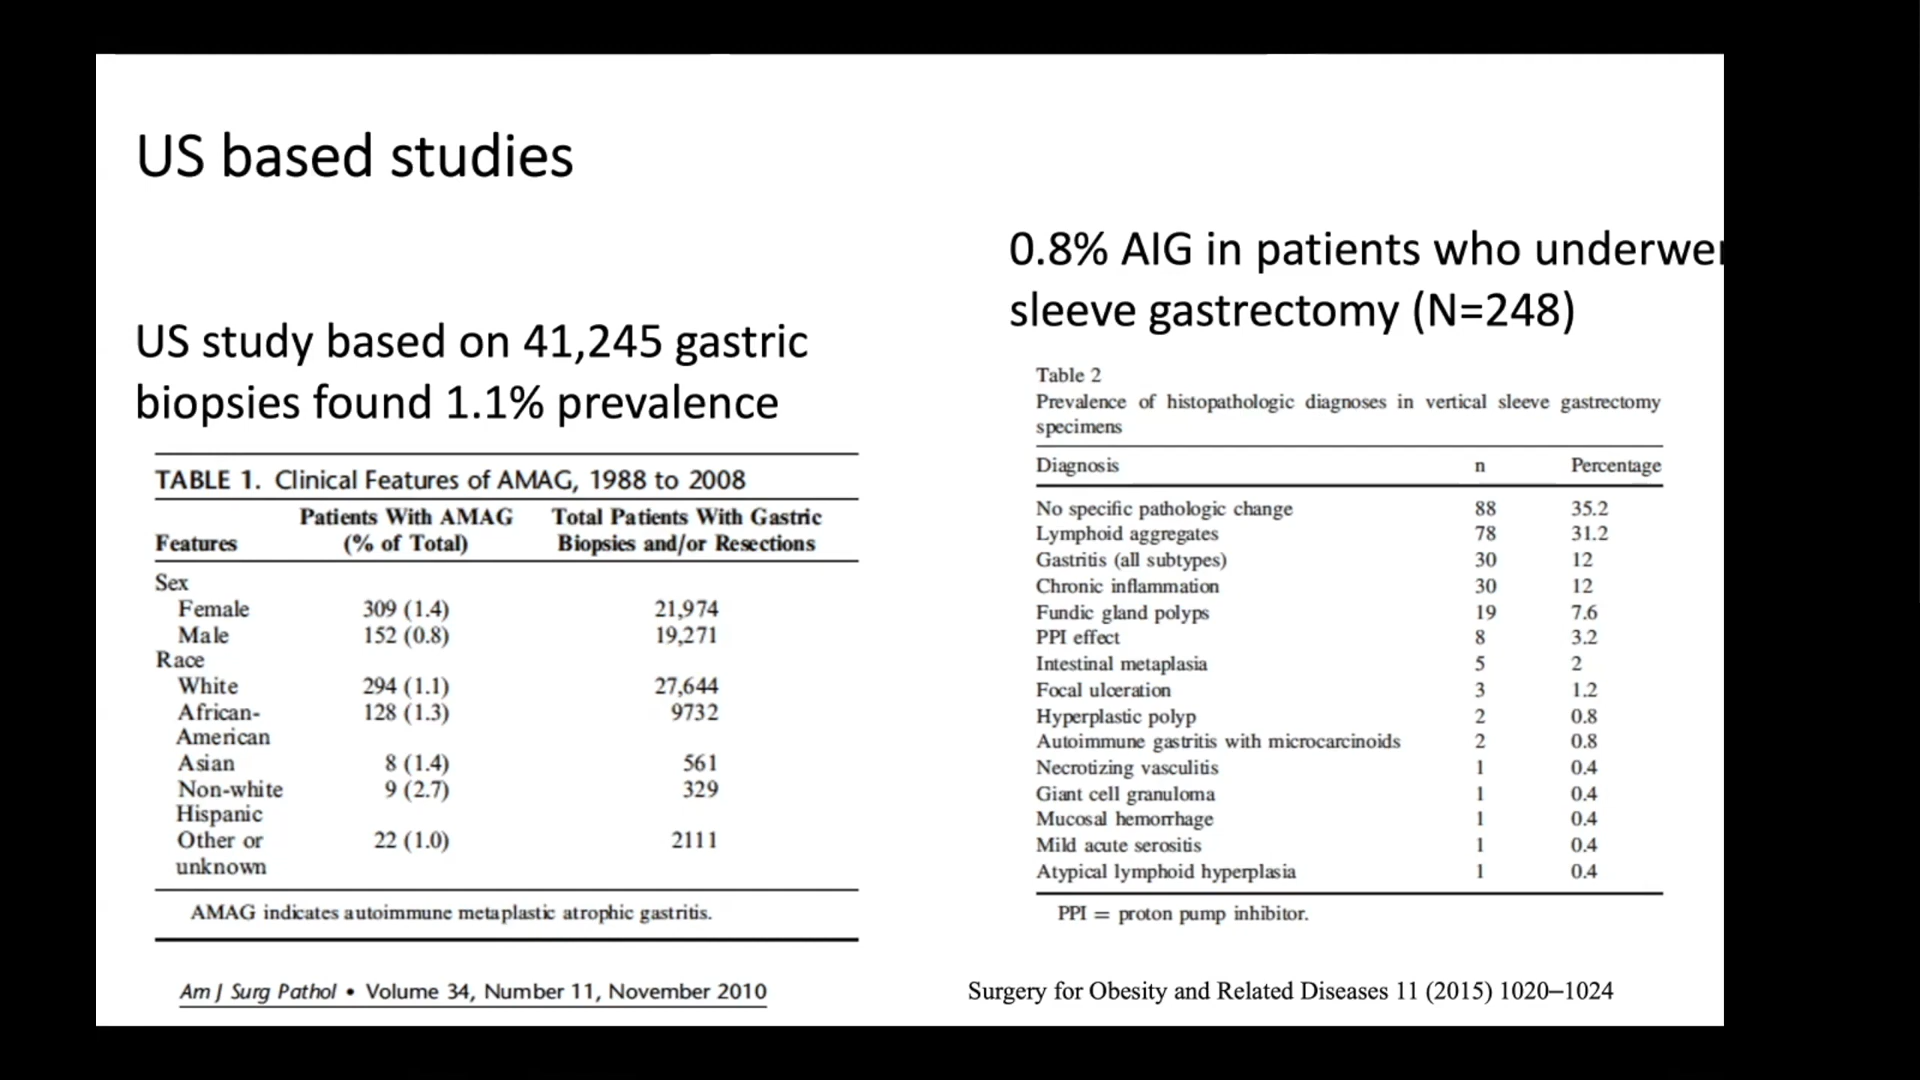 US based studies
US study based on 41,245 gastric
biopsies found 1.1% prevalence
TABLE 1. Clinical Features of AMAG, 1988 to 2008
Features Patients With AMAG (% of Total) Total Patients With Gastric Biopsies and/or Resections
Sex
Female 309 (1.4) 21,974
Male 152 (0.8) 19,271
Race
White 294 (1.1) 27,644
African- 128 (1.3) 9732
American
Asian 8 (1.4) 561
Non-white 9 (2.7) 329
Hispanic
Other or 22 (1.0) 2111
unknown
AMAG indicates autoimmune metaplastic atrophic gastritis.
Am J Surg Pathol • Volume 34, Number 11, November 2010
0.8% AIG in patients who
sleeve gastrectomy (N=248)
Table 2
Prevalence of histopathologic diagnoses in vertical sleeve gastrectomy
specimens
Diagnosis n Percentage
No specific pathologic change 88 35.2
Lymphoid aggregates 78 31.2
Gastritis (all subtypes) 30 12
Chronic inflammation 30 12
Fundic gland polyps 19 7.6
PPI effect 8 3.2
Intestinal metaplasia 5 2
Focal ulceration 3 1.2
Hyperplastic polyp 2 0.8
Autoimmune gastritis with microcarcinoids 2 0.8
Necrotizing vasculitis 1 0.4
Giant cell granuloma 1 0.4
Mucosal hemorrhage 1 0.4
Mild acute serositis 1 0.4
Atypical lymphoid hyperplasia 1 0.4
PPI = proton pump inhibitor.
Surgery for Obesity and Related Diseases 11 (2015) 1020–1024